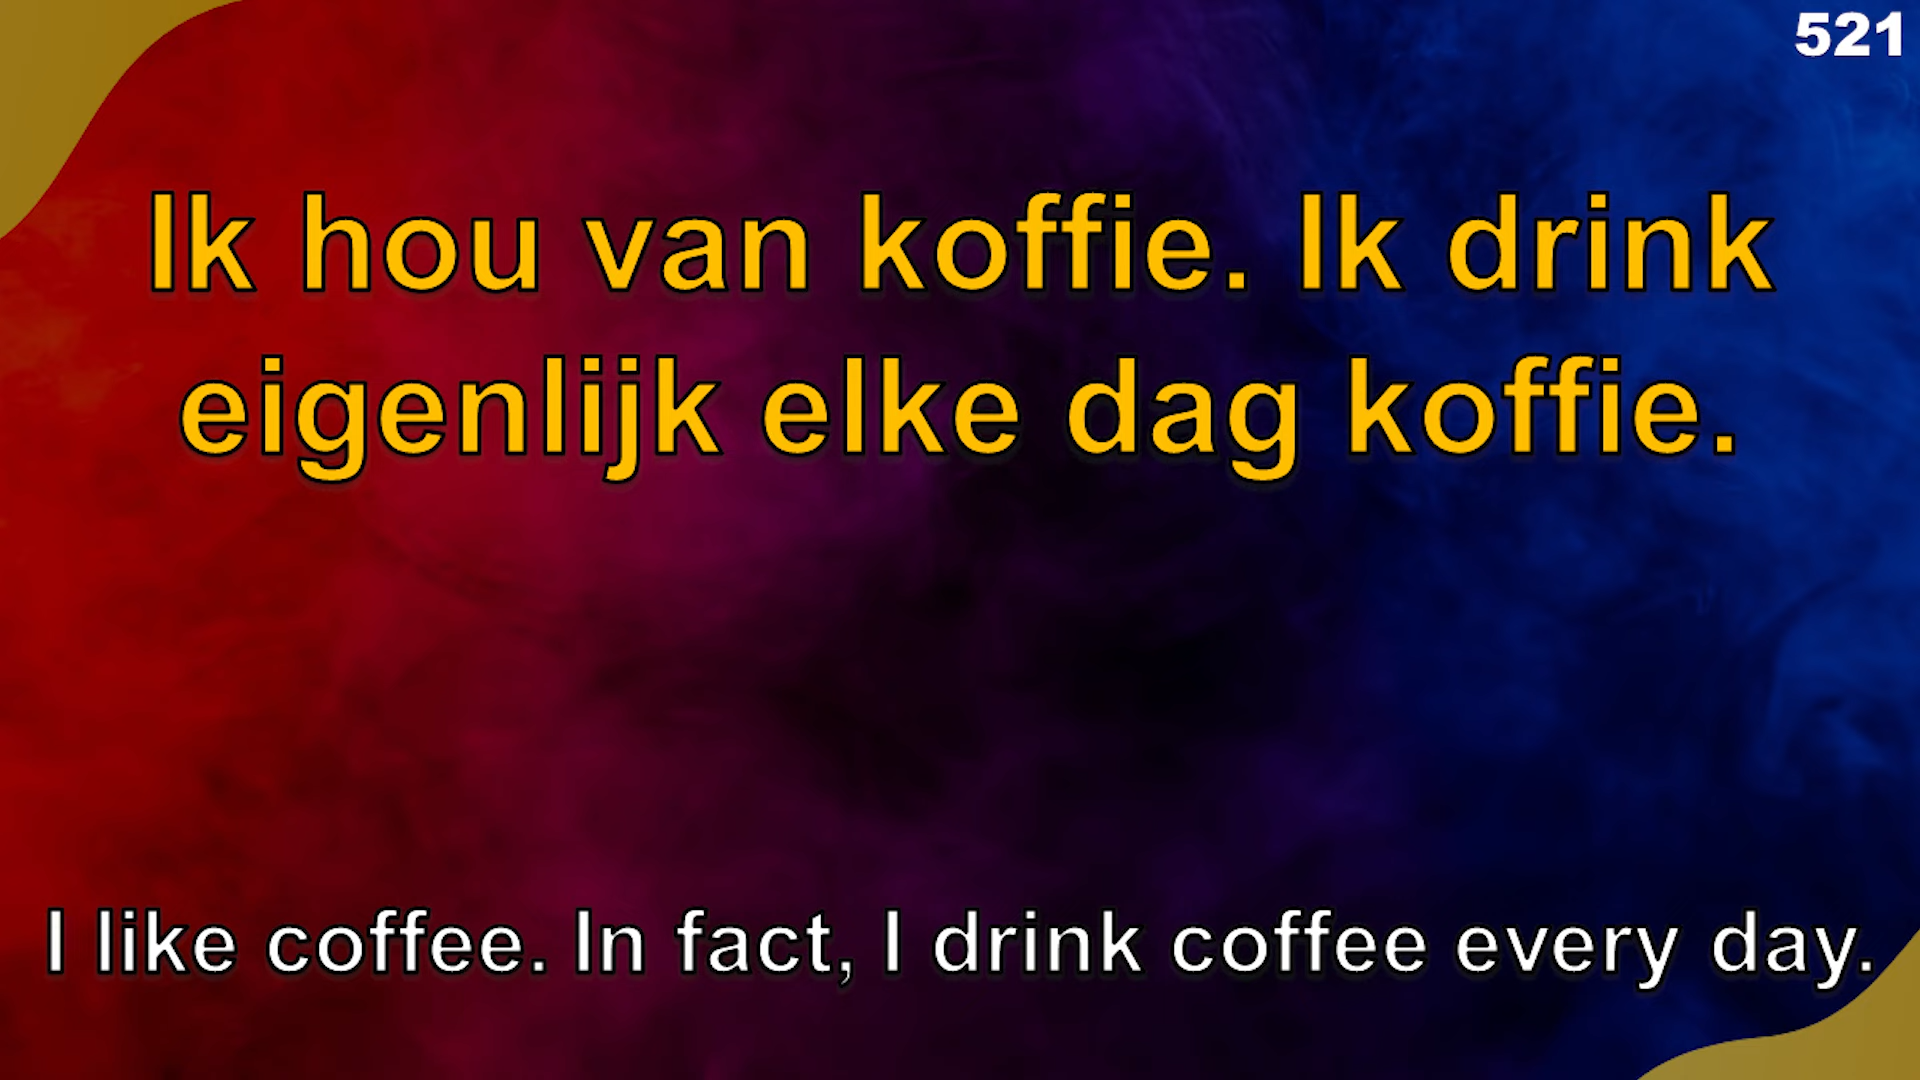 521
Ik hou van koffie. Ik drink
eigenlijk elke dag koffie.
I like coffee. In fact, I drink coffee every day.